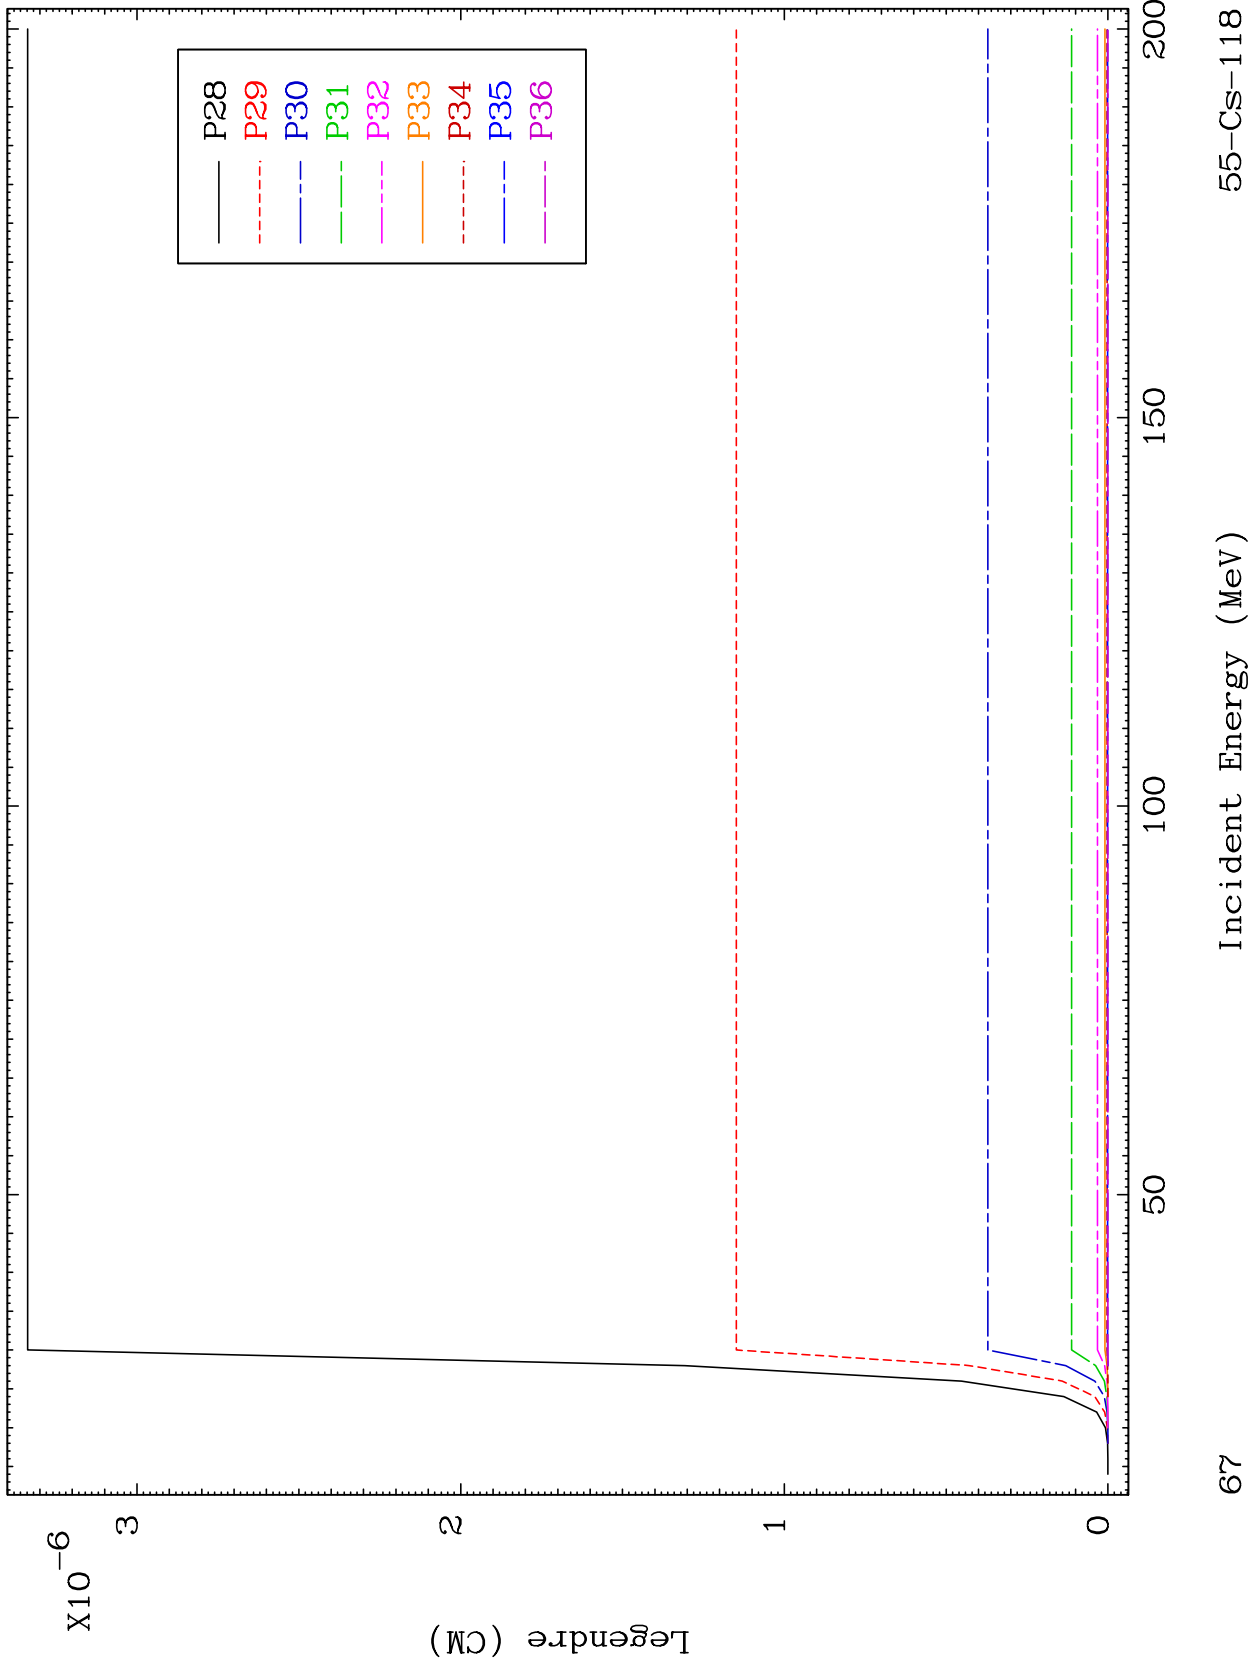 X10-6
3
2
1
0
Legendre (CM)
P28
P29
P30
P31
P32
P33
P34
P35
P36
50
100
150
200
Incident Energy (MeV)
67
55-Cs-118